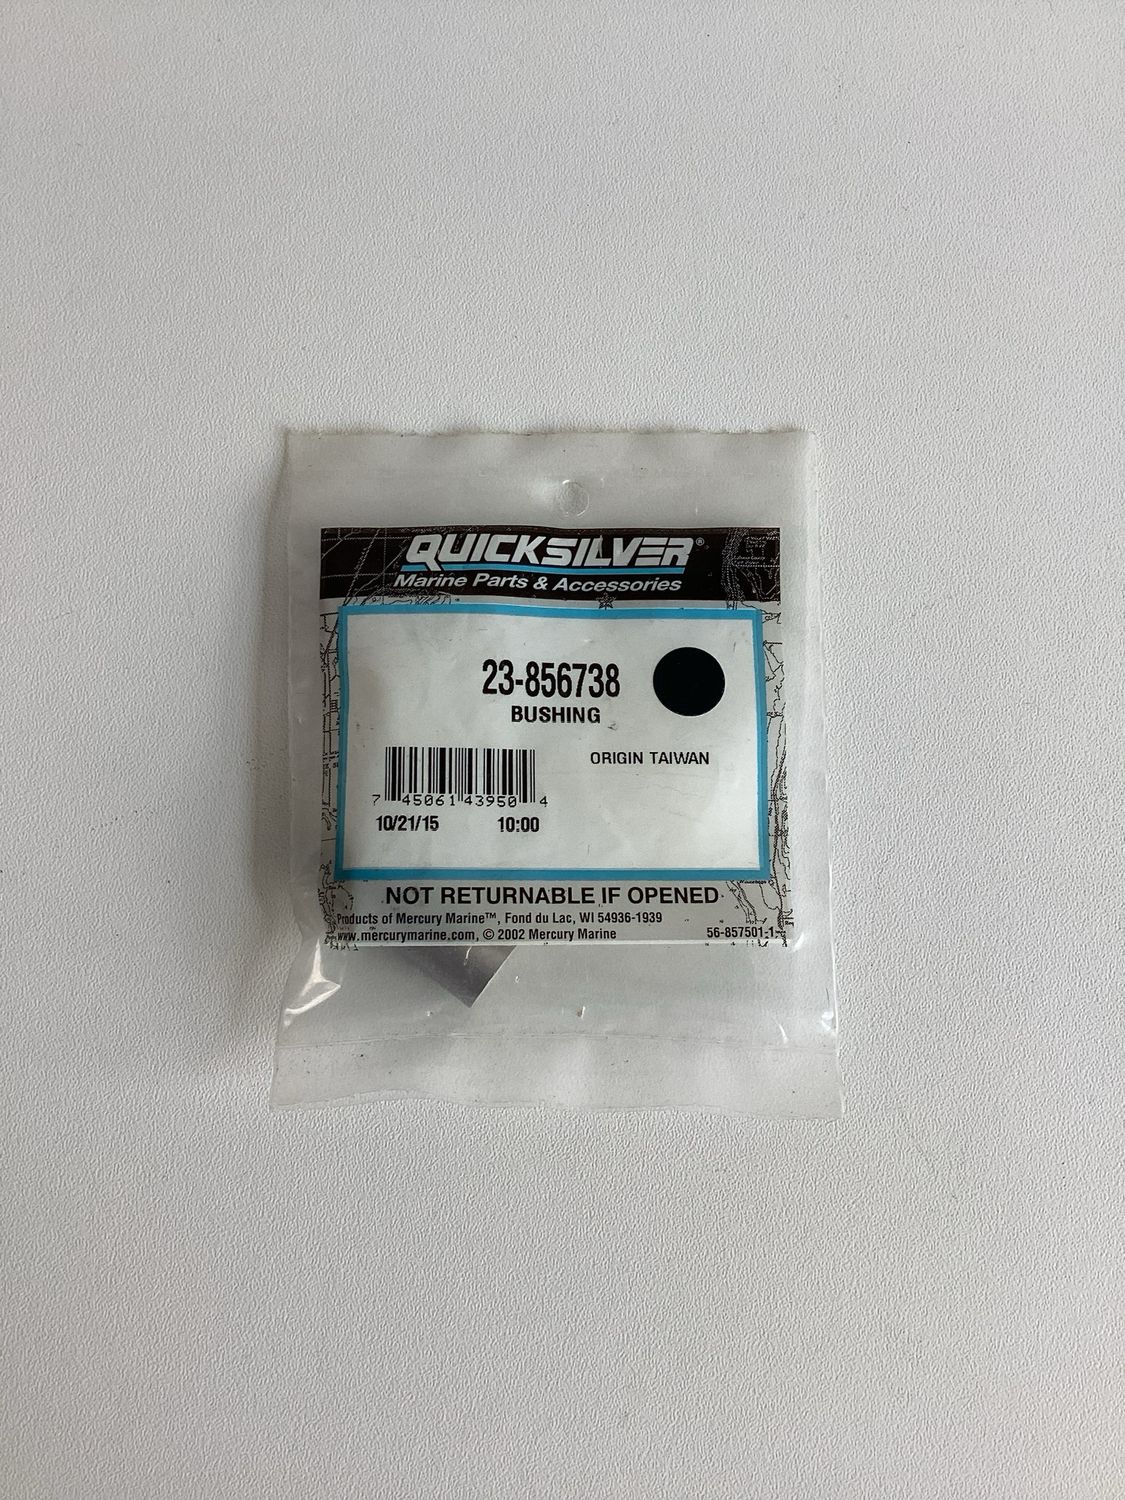 QUICKSILVER®
Marine Parts & Accessories
23-856738
BUSHING
ORIGIN TAIWAN
7 45061 43950 4
10/21/15 10:00
NOT RETURNABLE IF OPENED
Products of Mercury Marine™, Fond du Lac, WI 54936-1939
www.mercurymarine.com, © 2002 Mercury Marine 56-857501-1